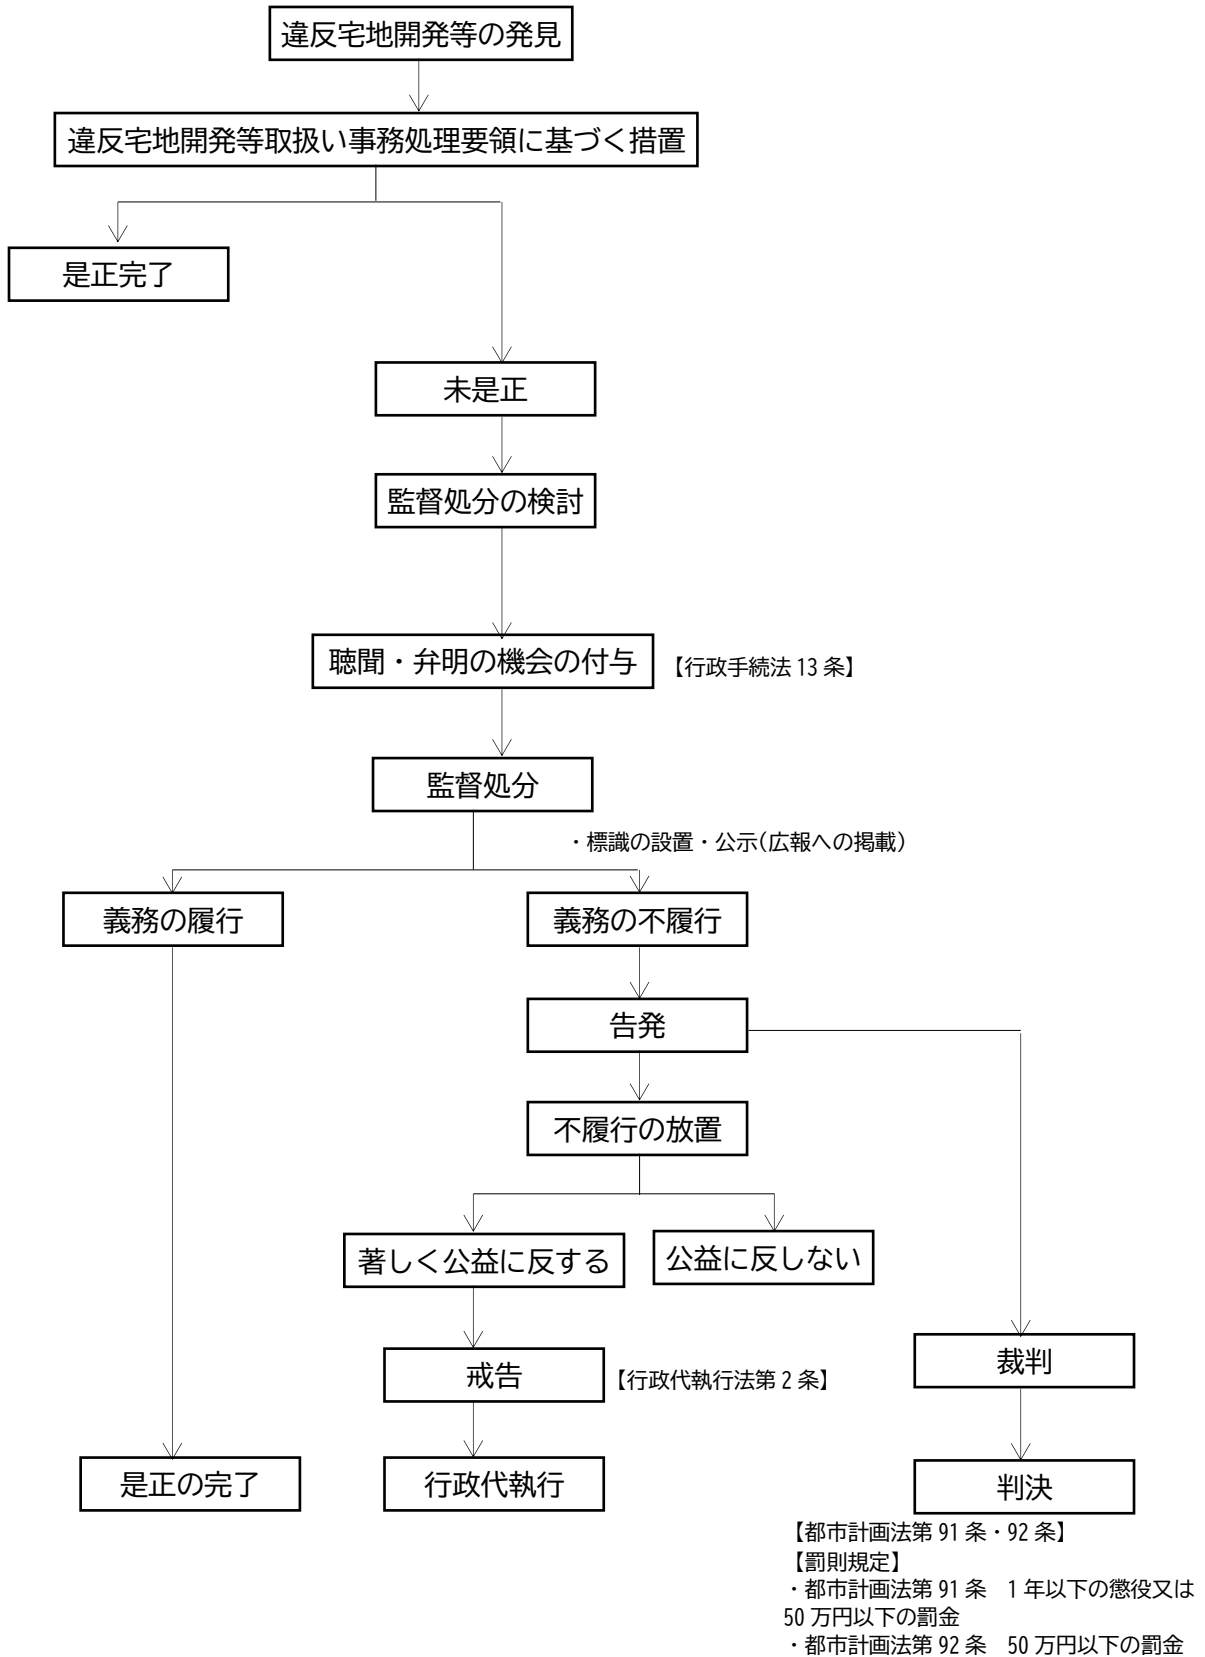 違反宅地開発等の発見
違反宅地開発等取扱い事務処理要領に基づく措置
是正完了
未是正
監督処分の検討
聴聞・弁明の機会の付与
【行政手続法 13 条】
監督処分
・標識の設置・公示(広報への掲載)
義務の履行
義務の不履行
告発
不履行の放置
著しく公益に反する
公益に反しない
戒告
【行政代執行法第 2 条】
裁判
是正の完了
行政代執行
判決
【都市計画法第 91 条・92 条】
【罰則規定】
・都市計画法第 91 条　1 年以下の懲役又は
50 万円以下の罰金
・都市計画法第 92 条　50 万円以下の罰金